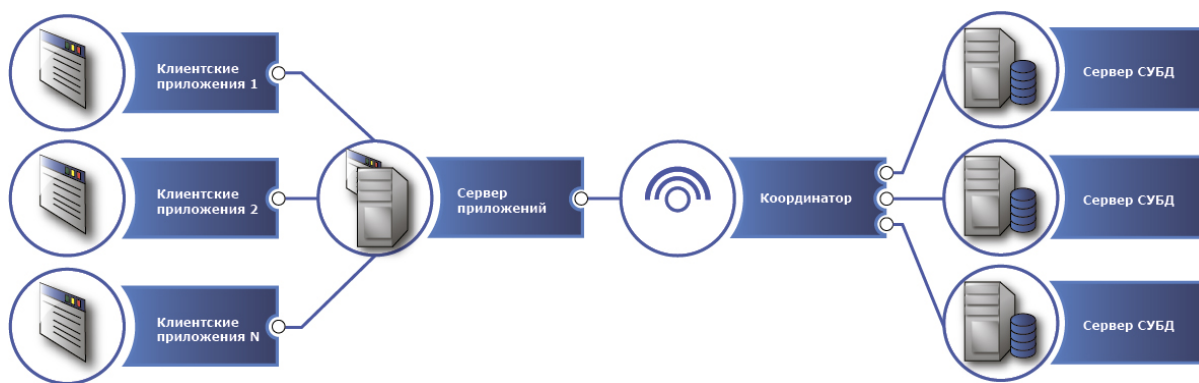 Клиентские
приложения 1
Клиентские
приложения 2
Клиентские
приложения N
Сервер
приложений
Координатор
Сервер СУБД
Сервер СУБД
Сервер СУБД